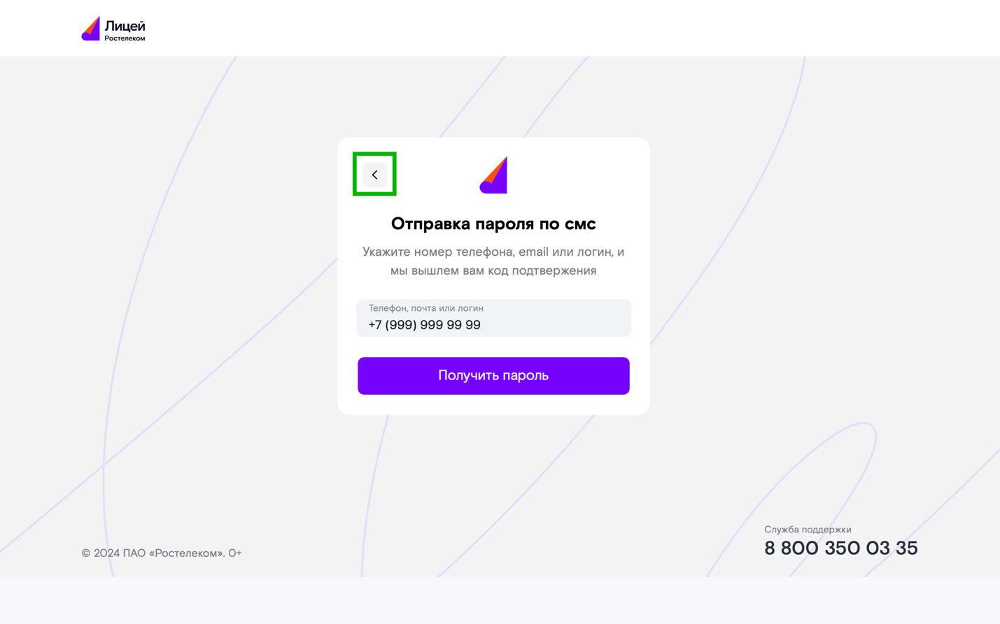 Лицей
Ростелеком
Отправка пароля по смс
Укажите номер телефона, email или логин, и
мы вышлем вам код подтвержения
Телефон, почта или логин
+7 (999) 999 99 99
Получить пароль
Служба поддержки
8 800 350 03 35
© 2024 ПАО «Ростелеком». 0+